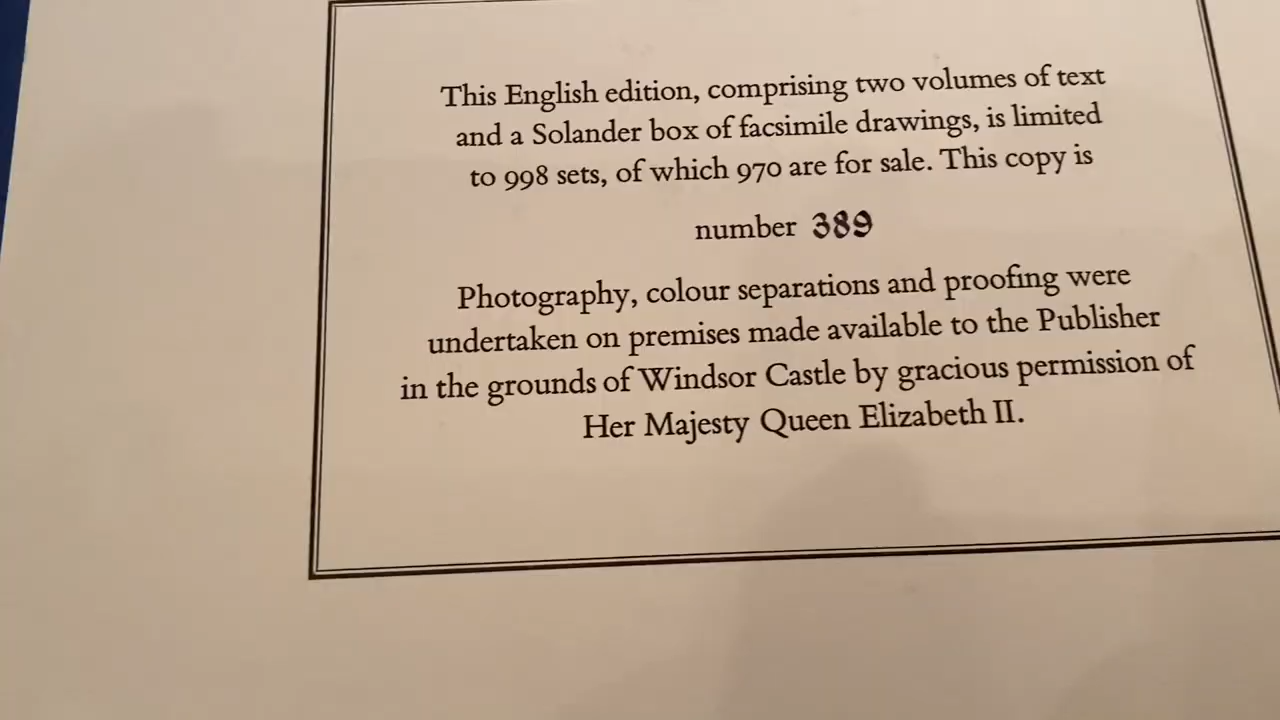 This English edition, comprising two volumes of text
and a Solander box of facsimile drawings, is limited
to 998 sets, of which 970 are for sale. This copy is
number 389
Photography, colour separations and proofing were
undertaken on premises made available to the Publisher
in the grounds of Windsor Castle by gracious permission of
Her Majesty Queen Elizabeth II.